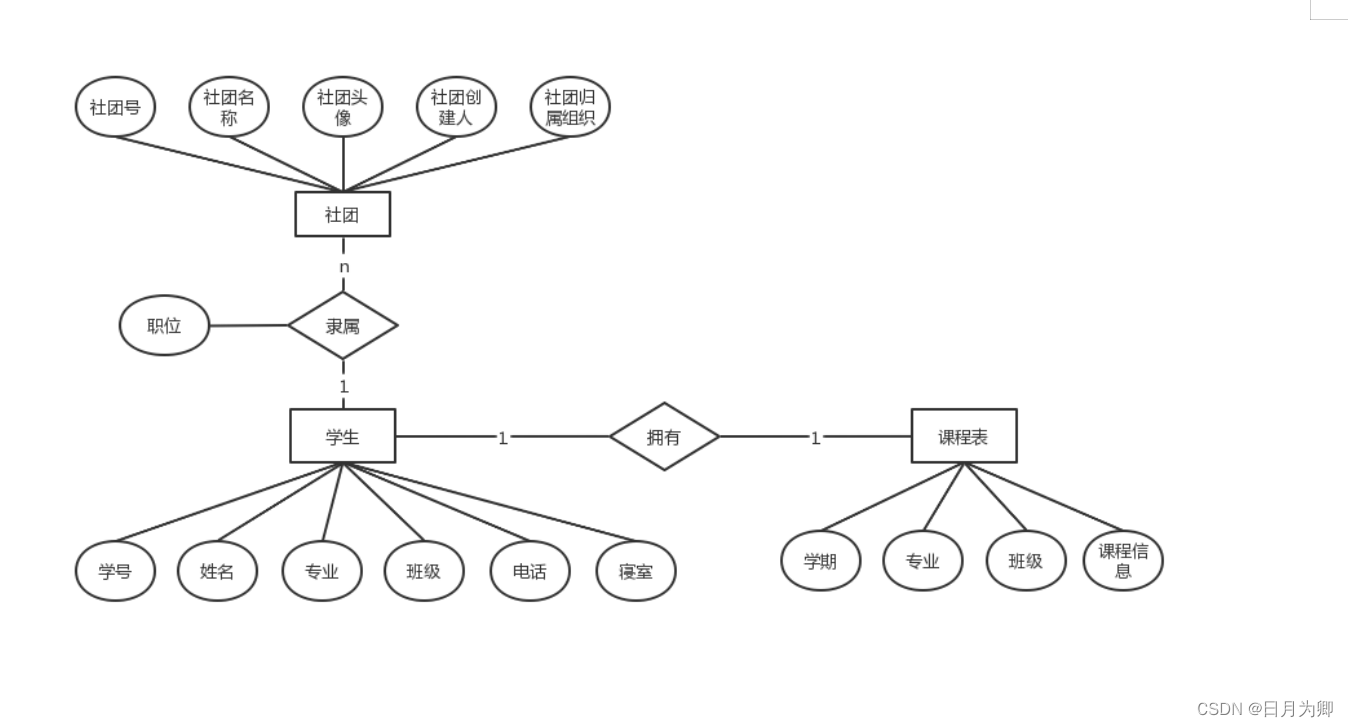 社团号
社团名
称
社团头
像
社团创
建人
社团归
属组织
社团
n
职位
隶属
1
学生
1
拥有
1
课程表
学号
姓名
专业
班级
电话
寝室
学期
专业
班级
课程信
息
CSDN @日月为卿